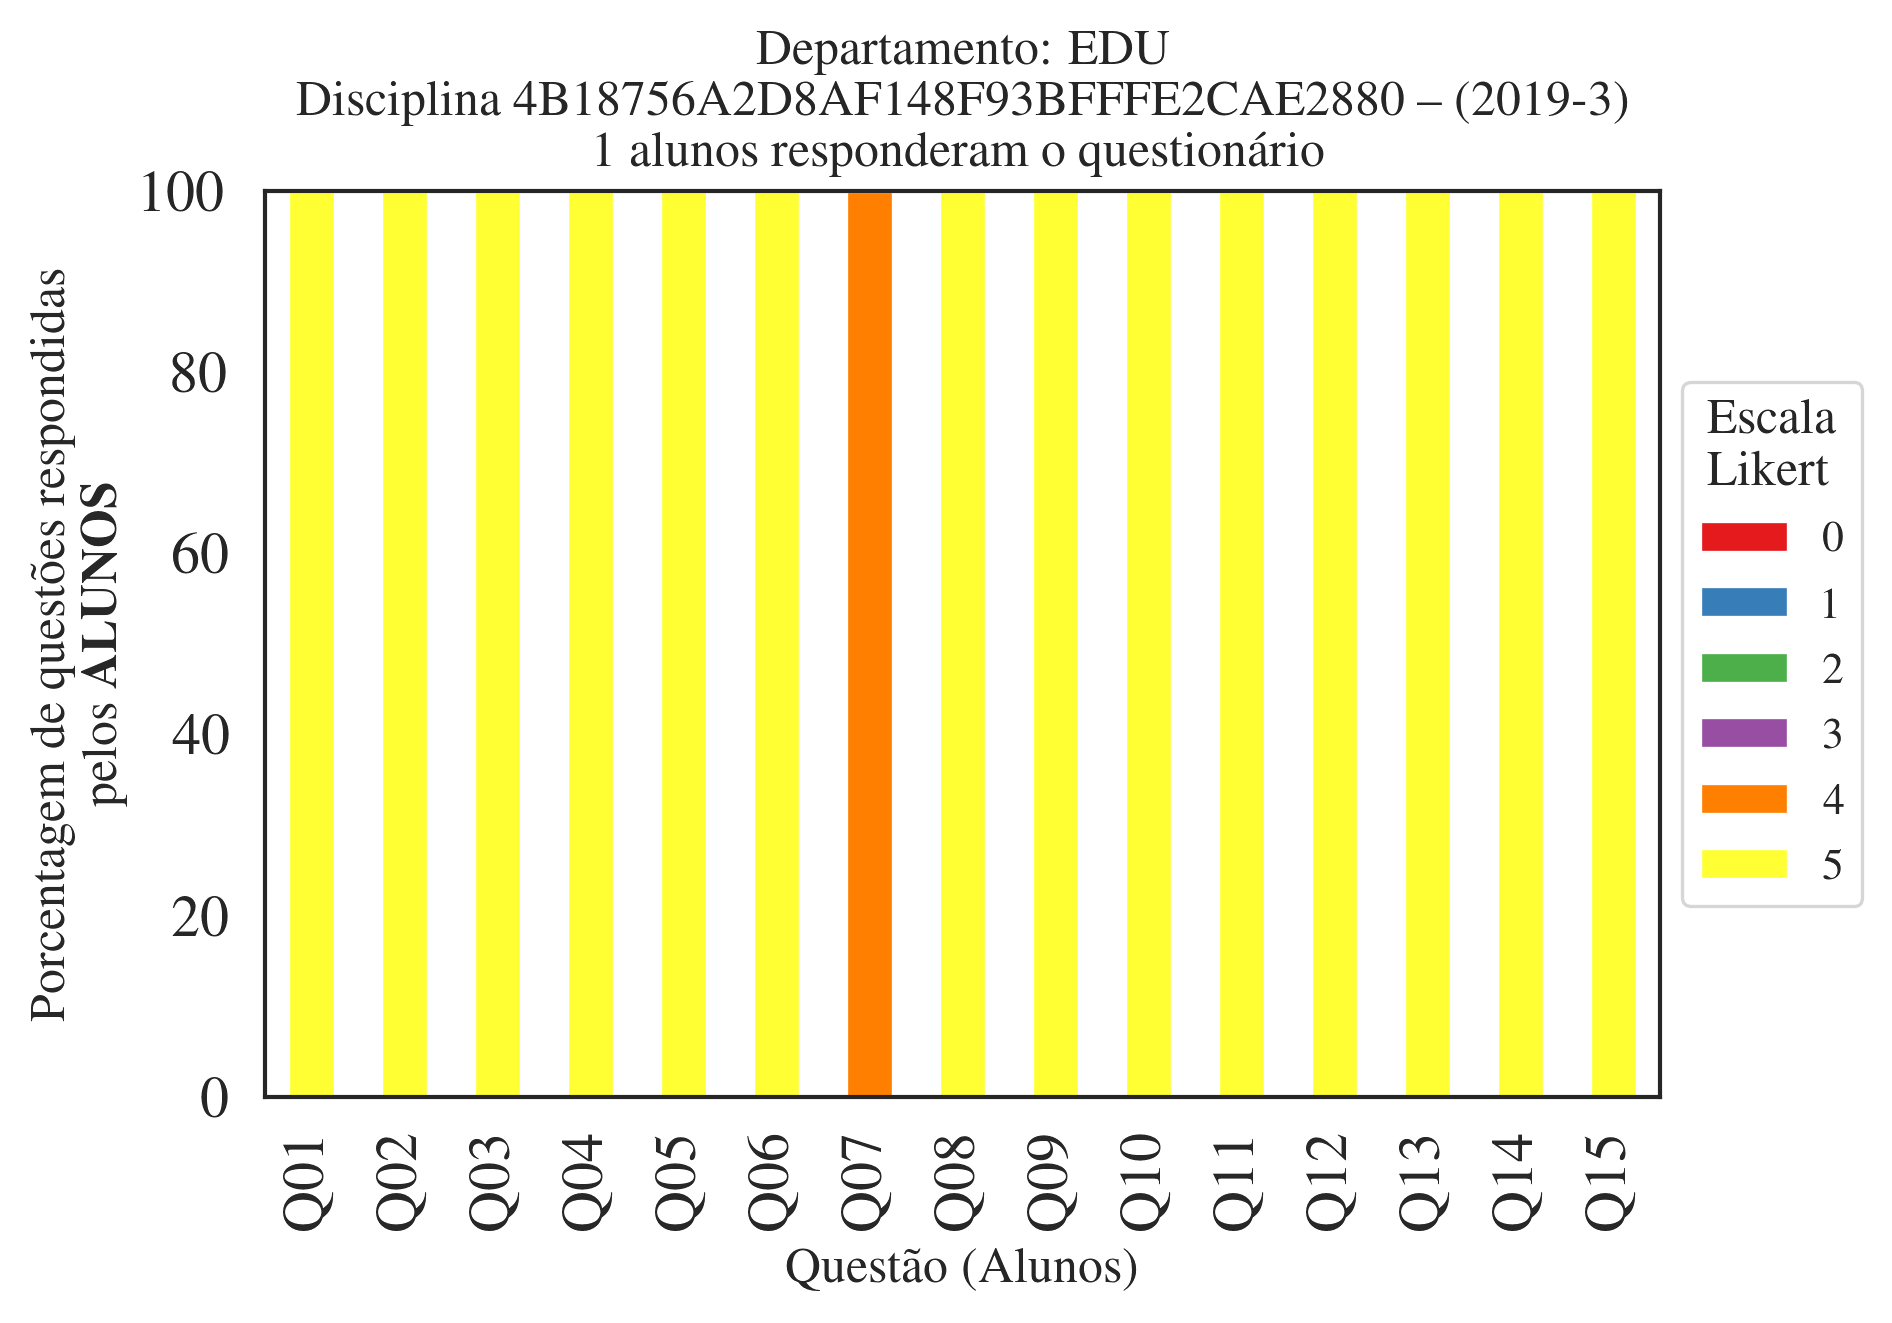 Departamento: EDU
Disciplina 4B18756A2D8AF148F93BFFFE2CAE2880 – (2019-3)
1 alunos responderam o questionário
Porcentagem de questões respondidas
pelos ALUNOS
100
80
60
40
20
0
Q01
Q02
Q03
Q04
Q05
Q06
Q07
Q08
Q09
Q10
Q11
Q12
Q13
Q14
Q15
Questão (Alunos)
Escala
Likert
0
1
2
3
4
5